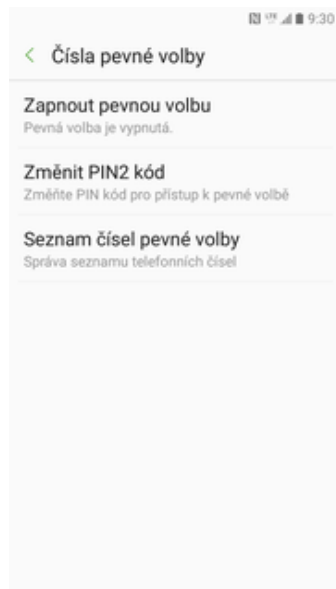 9:30
Čísla pevné volby
Zapnout pevnou volbu
Pevná volba je vypnutá.
Změnit PIN2 kód
Změňte PIN kód pro přístup k pevné volbě
Seznam čísel pevné volby
Správa seznamu telefonních čísel